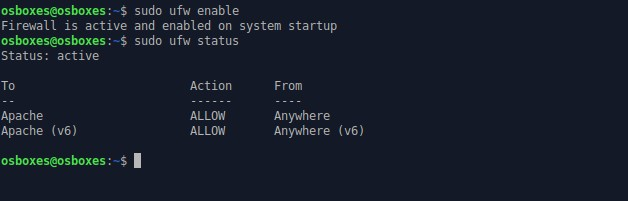 osboxes@osboxes:~$ sudo ufw enable
Firewall is active and enabled on system startup
osboxes@osboxes:~$ sudo ufw status
Status: active
To Action From
-- ------ ----
Apache ALLOW Anywhere
Apache (v6) ALLOW Anywhere (v6)
osboxes@osboxes:~$